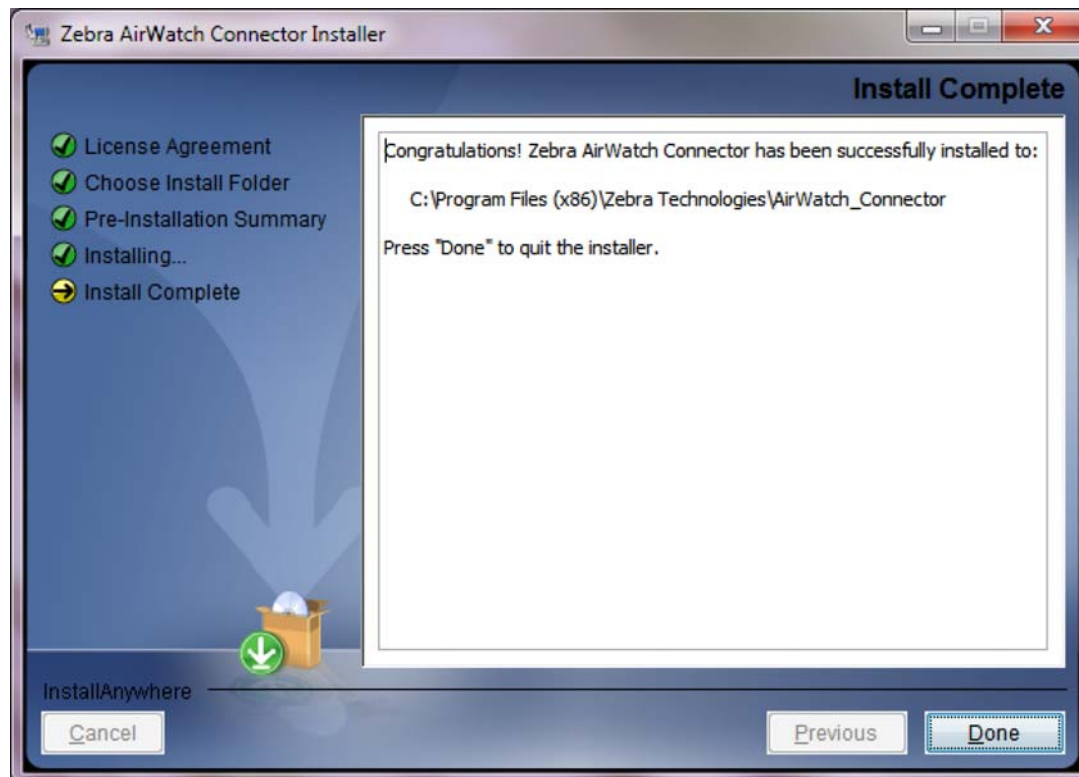 Zebra AirWatch Connector Installer
Install Complete
License Agreement
Choose Install Folder
Pre-Installation Summary
Installing...
Install Complete
Congratulations! Zebra AirWatch Connector has been successfully installed to:
C:\Program Files (x86)\Zebra Technologies\AirWatch_Connector
Press "Done" to quit the installer.
InstallAnywhere
Cancel
Previous
Done